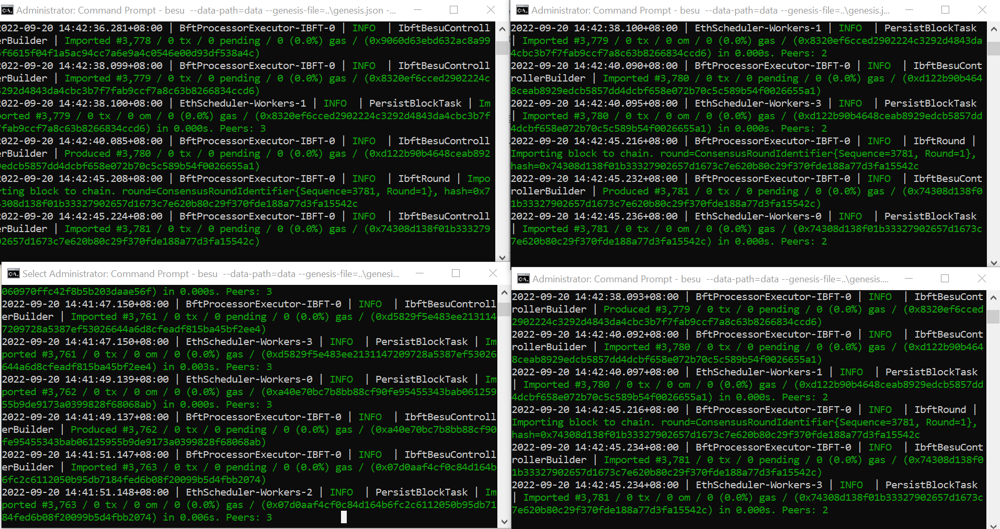 Administrator: Command Prompt - besu  --data-path=data --genesis-file=..\genesis.json -...
2022-09-20 14:42:36.281+08:00 | BftProcessorExecutor-IBFT-0 | INFO  | IbftBesuControll
erBuilder | Imported #3,778 / 0 tx / 0 pending / 0 (0.0%) gas / (0x9060d63ebd632ac8a99
5f6615f04f1a5ac94cc7a6e9a4c0546e00d93df538a4c)
2022-09-20 14:42:38.099+08:00 | BftProcessorExecutor-IBFT-0 | INFO  | IbftBesuControll
erBuilder | Imported #3,779 / 0 tx / 0 pending / 0 (0.0%) gas / (0x8320ef6cced2902224c
3292d4843da4cbc3b7f7fab9ccf7a8c63b8266834ccd6)
2022-09-20 14:42:38.100+08:00 | EthScheduler-Workers-1 | INFO  | PersistBlockTask | Im
ported #3,779 / 0 tx / 0 om / 0 (0.0%) gas / (0x8320ef6cced2902224c3292d4843da4cbc3b7f
7fab9ccf7a8c63b8266834ccd6) in 0.000s. Peers: 3
2022-09-20 14:42:40.085+08:00 | BftProcessorExecutor-IBFT-0 | INFO  | IbftBesuControll
erBuilder | Produced #3,780 / 0 tx / 0 pending / 0 (0.0%) gas / (0xd122b90b4648ceab892
9edcb5857dd4dcbf658e072b70c5c589b54f0026655a1)
2022-09-20 14:42:45.208+08:00 | BftProcessorExecutor-IBFT-0 | INFO  | IbftRound | Impo
rting block to chain. round=ConsensusRoundIdentifier{Sequence=3781, Round=1}, hash=0x7
4308d138f01b33327902657d1673c7e620b80c29f370fde188a77d3fa15542c
2022-09-20 14:42:45.224+08:00 | BftProcessorExecutor-IBFT-0 | INFO  | IbftBesuControll
erBuilder | Imported #3,781 / 0 tx / 0 pending / 0 (0.0%) gas / (0x74308d138f01b333279
02657d1673c7e620b80c29f370fde188a77d3fa15542c)
Administrator: Command Prompt - besu  --data-path=data --genesis-file=..\genesis.j...
2022-09-20 14:42:38.100+08:00 | EthScheduler-Workers-1 | INFO  | PersistBlockTask
| Imported #3,779 / 0 tx / 0 om / 0 (0.0%) gas / (0x8320ef6cced2902224c3292d4843da
4cbc3b7f7fab9ccf7a8c63b8266834ccd6) in 0.000s. Peers: 2
2022-09-20 14:42:40.090+08:00 | BftProcessorExecutor-IBFT-0 | INFO  | IbftBesuCont
rollerBuilder | Imported #3,780 / 0 tx / 0 pending / 0 (0.0%) gas / (0xd122b90b464
8ceab8929edcb5857dd4dcbf658e072b70c5c589b54f0026655a1)
2022-09-20 14:42:40.095+08:00 | EthScheduler-Workers-3 | INFO  | PersistBlockTask
| Imported #3,780 / 0 tx / 0 om / 0 (0.0%) gas / (0xd122b90b4648ceab8929edcb5857dd
4dcbf658e072b70c5c589b54f0026655a1) in 0.000s. Peers: 2
2022-09-20 14:42:45.216+08:00 | BftProcessorExecutor-IBFT-0 | INFO  | IbftRound |
Importing block to chain. round=ConsensusRoundIdentifier{Sequence=3781, Round=1},
hash=0x74308d138f01b33327902657d1673c7e620b80c29f370fde188a77d3fa15542c
2022-09-20 14:42:45.232+08:00 | BftProcessorExecutor-IBFT-0 | INFO  | IbftBesuCont
rollerBuilder | Produced #3,781 / 0 tx / 0 pending / 0 (0.0%) gas / (0x74308d138f0
1b33327902657d1673c7e620b80c29f370fde188a77d3fa15542c)
2022-09-20 14:42:45.236+08:00 | EthScheduler-Workers-0 | INFO  | PersistBlockTask
| Imported #3,781 / 0 tx / 0 om / 0 (0.0%) gas / (0x74308d138f01b33327902657d1673c
7e620b80c29f370fde188a77d3fa15542c) in 0.000s. Peers: 2
Select Administrator: Command Prompt - besu  --data-path=data --genesis-file=..\genesi...
060970ffc42f8b5b203daae56f) in 0.000s. Peers: 3
2022-09-20 14:41:47.150+08:00 | BftProcessorExecutor-IBFT-0 | INFO  | IbftBesuControll
erBuilder | Imported #3,761 / 0 tx / 0 pending / 0 (0.0%) gas / (0xd5829f5e483ee213114
7209728a5387ef53026644a6d8cfeadf815ba45bf2ee4)
2022-09-20 14:41:47.150+08:00 | EthScheduler-Workers-3 | INFO  | PersistBlockTask | Im
ported #3,761 / 0 tx / 0 om / 0 (0.0%) gas / (0xd5829f5e483ee2131147209728a5387ef53026
644a6d8cfeadf815ba45bf2ee4) in 0.003s. Peers: 3
2022-09-20 14:41:49.139+08:00 | EthScheduler-Workers-0 | INFO  | PersistBlockTask | Im
ported #3,762 / 0 tx / 0 om / 0 (0.0%) gas / (0xa40e70bc7b8bb88cf90fe95455343bab061259
55b9de9173a0399828f68068ab) in 0.000s. Peers: 3
2022-09-20 14:41:49.137+08:00 | BftProcessorExecutor-IBFT-0 | INFO  | IbftBesuControll
erBuilder | Produced #3,762 / 0 tx / 0 pending / 0 (0.0%) gas / (0xa40e70bc7b8bb88cf90
fe95455343bab06125955b9de9173a0399828f68068ab)
2022-09-20 14:41:51.147+08:00 | BftProcessorExecutor-IBFT-0 | INFO  | IbftBesuControll
erBuilder | Imported #3,763 / 0 tx / 0 pending / 0 (0.0%) gas / (0x07d0aaf4cf0c84d164b
6fc2c6112050b95db7184fed6b08f20099b5d4fbb2074)
2022-09-20 14:41:51.148+08:00 | EthScheduler-Workers-2 | INFO  | PersistBlockTask | Im
ported #3,763 / 0 tx / 0 om / 0 (0.0%) gas / (0x07d0aaf4cf0c84d164b6fc2c6112050b95db71
84fed6b08f20099b5d4fbb2074) in 0.006s. Peers: 3
Administrator: Command Prompt - besu  --data-path=data --genesis-file=..\genesis....
2022-09-20 14:42:38.093+08:00 | BftProcessorExecutor-IBFT-0 | INFO  | IbftBesuCont
rollerBuilder | Produced #3,779 / 0 tx / 0 pending / 0 (0.0%) gas / (0x8320ef6cced
2902224c3292d4843da4cbc3b7f7fab9ccf7a8c63b8266834ccd6)
2022-09-20 14:42:40.092+08:00 | BftProcessorExecutor-IBFT-0 | INFO  | IbftBesuCont
rollerBuilder | Imported #3,780 / 0 tx / 0 pending / 0 (0.0%) gas / (0xd122b90b464
8ceab8929edcb5857dd4dcbf658e072b70c5c589b54f0026655a1)
2022-09-20 14:42:40.097+08:00 | EthScheduler-Workers-1 | INFO  | PersistBlockTask
| Imported #3,780 / 0 tx / 0 om / 0 (0.0%) gas / (0xd122b90b4648ceab8929edcb5857dd
4dcbf658e072b70c5c589b54f0026655a1) in 0.000s. Peers: 2
2022-09-20 14:42:45.216+08:00 | BftProcessorExecutor-IBFT-0 | INFO  | IbftRound |
Importing block to chain. round=ConsensusRoundIdentifier{Sequence=3781, Round=1},
hash=0x74308d138f01b33327902657d1673c7e620b80c29f370fde188a77d3fa15542c
2022-09-20 14:42:45.234+08:00 | BftProcessorExecutor-IBFT-0 | INFO  | IbftBesuCont
rollerBuilder | Imported #3,781 / 0 tx / 0 pending / 0 (0.0%) gas / (0x74308d138f0
1b33327902657d1673c7e620b80c29f370fde188a77d3fa15542c)
2022-09-20 14:42:45.234+08:00 | EthScheduler-Workers-3 | INFO  | PersistBlockTask
| Imported #3,781 / 0 tx / 0 om / 0 (0.0%) gas / (0x74308d138f01b33327902657d1673c
7e620b80c29f370fde188a77d3fa15542c) in 0.000s. Peers: 2